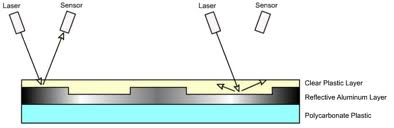 Laser Sensor Laser Sensor
Clear Plastic Layer
Reflective Aluminum Layer
Polycarbonate Plastic